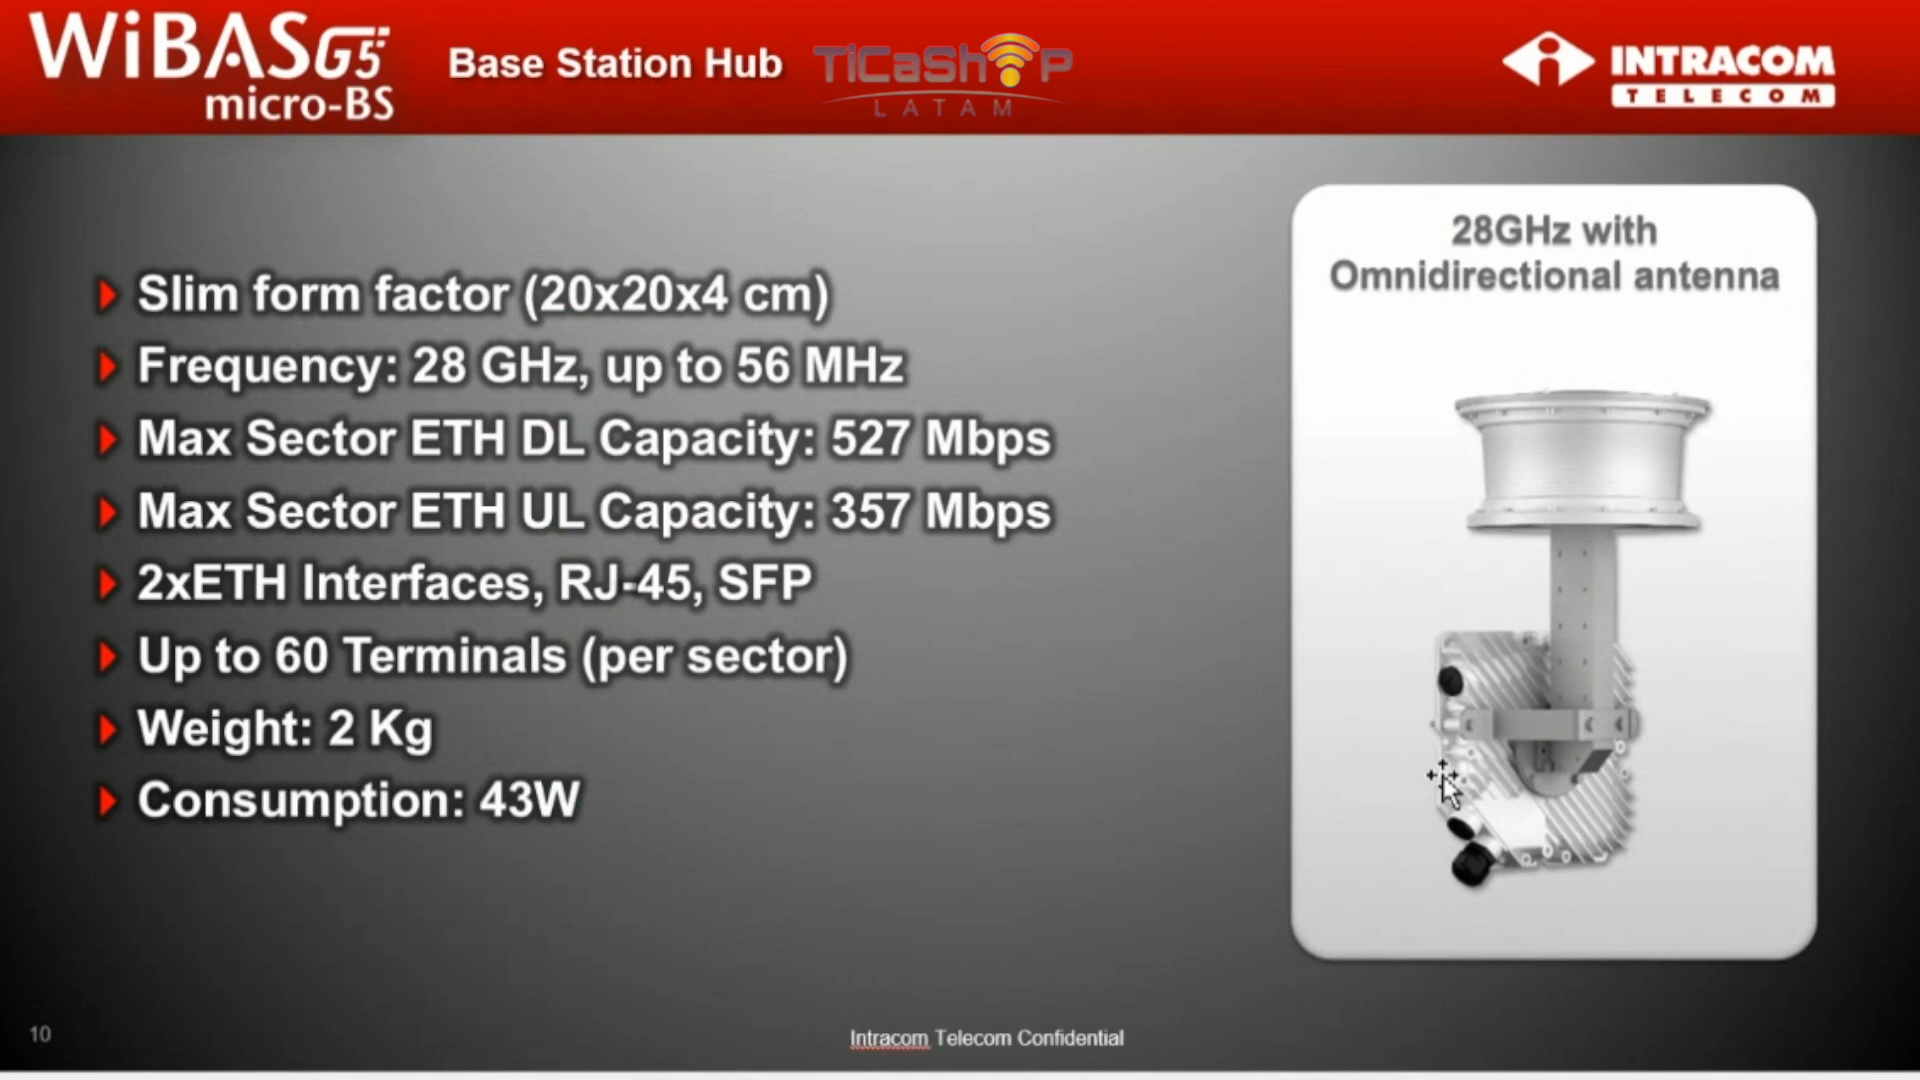 WiBAS G5
micro-BS
Base Station Hub
TiCaShOP
LATAM
INTRACOM
TELECOM
28GHz with
Omnidirectional antenna
Slim form factor (20x20x4 cm)
Frequency: 28 GHz, up to 56 MHz
Max Sector ETH DL Capacity: 527 Mbps
Max Sector ETH UL Capacity: 357 Mbps
2xETH Interfaces, RJ-45, SFP
Up to 60 Terminals (per sector)
Weight: 2 Kg
Consumption: 43W
10
Intracom Telecom Confidential